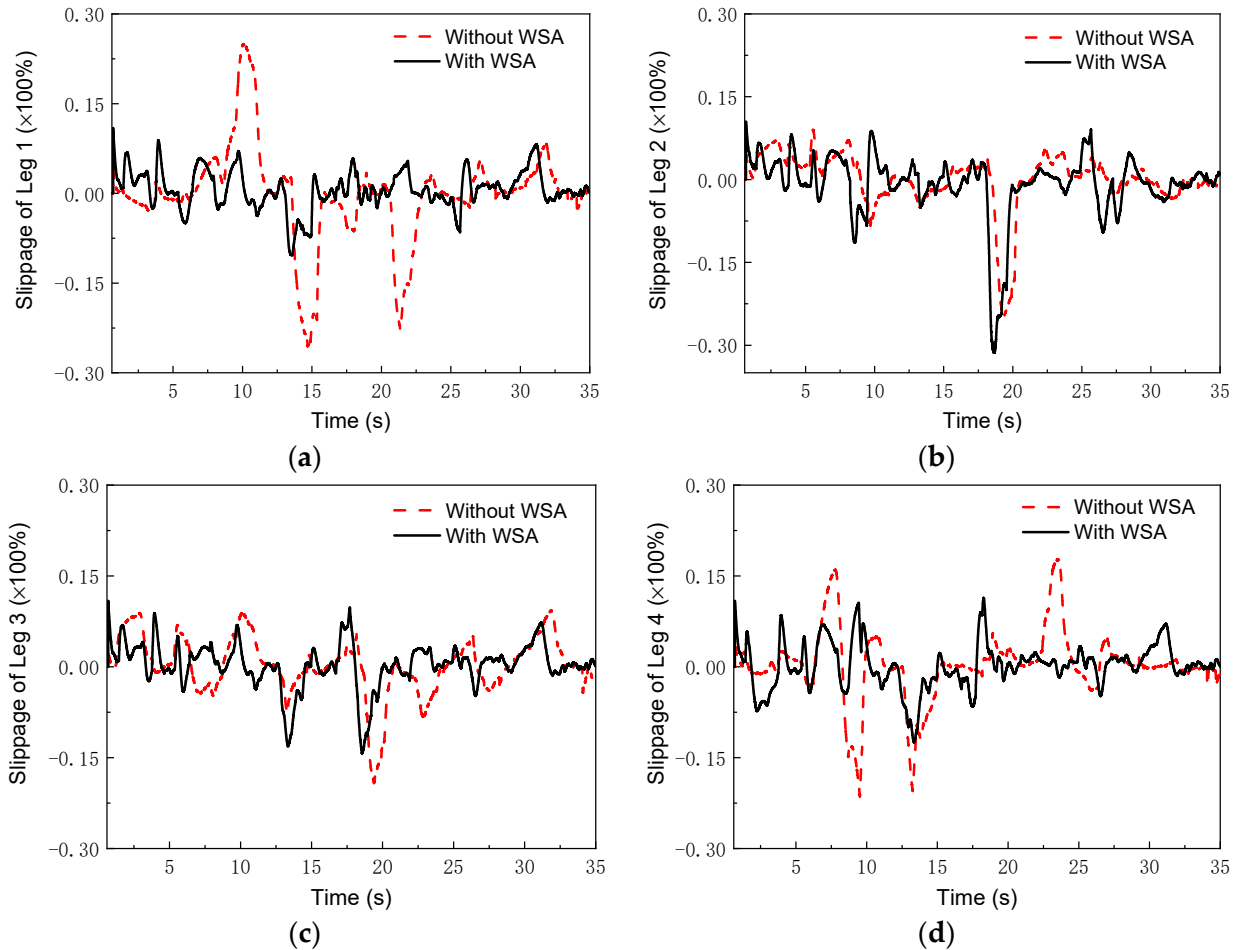 0.30
0.15
0.00
-0.15
-0.30
Slippage of Leg 1 (×100%)
Without WSA
With WSA
5 10 15 20 25 30 35
Time (s)
(a)
0.30
0.15
0.00
-0.15
-0.30
Slippage of Leg 2 (×100%)
Without WSA
With WSA
5 10 15 20 25 30 35
Time (s)
(b)
0.30
0.15
0.00
-0.15
-0.30
Slippage of Leg 3 (×100%)
Without WSA
With WSA
5 10 15 20 25 30 35
Time (s)
(c)
0.30
0.15
0.00
-0.15
-0.30
Slippage of Leg 4 (×100%)
Without WSA
With WSA
5 10 15 20 25 30 35
Time (s)
(d)